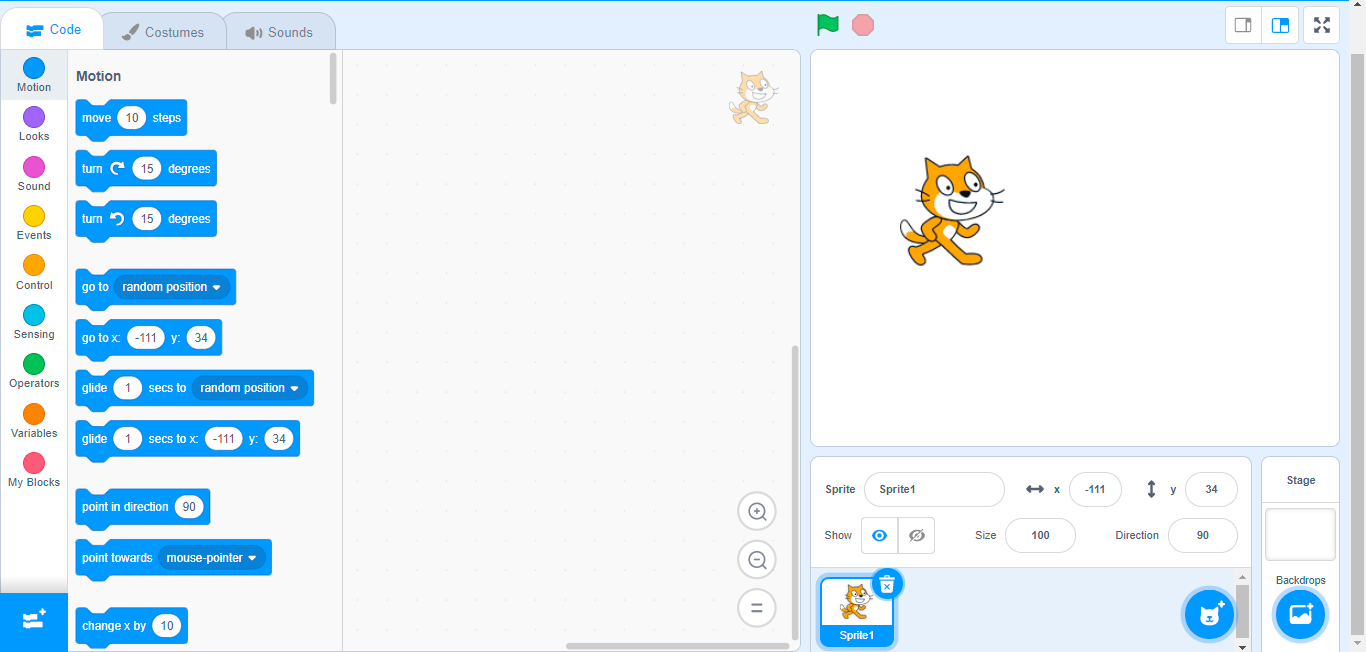 Code
Costumes
Sounds
Motion
Looks
Sound
Events
Control
Sensing
Operators
Variables
My Blocks
Motion
move 10 steps
turn 15 degrees
turn 15 degrees
go to random position
go to x: -111 y: 34
glide 1 secs to random position
glide 1 secs to x: -111 y: 34
point in direction 90
point towards mouse-pointer
change x by 10
Sprite Sprite1 x -111 y 34
Show Size 100 Direction 90
Sprite1
Stage
Backdrops